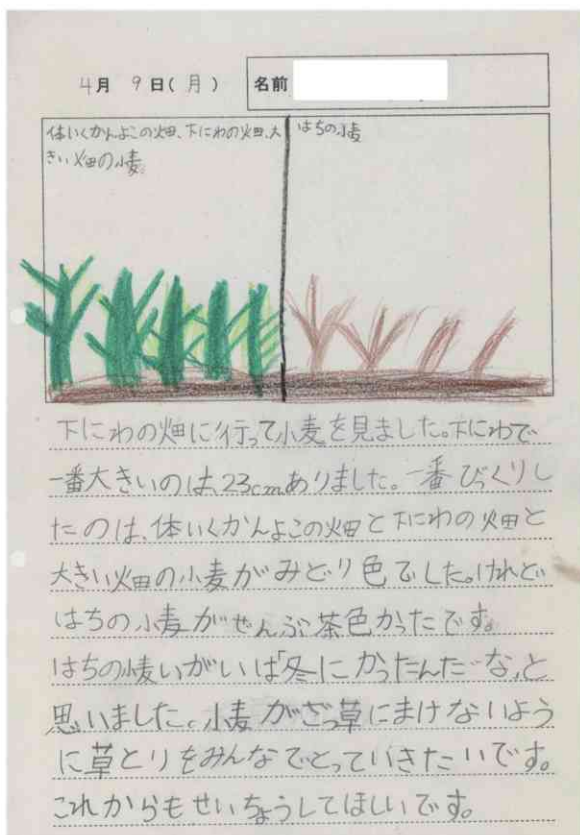 4月 9日(月) 名前
体いくかんよこの畑、下にわの畑、大
きい畑の小麦。
はちの小麦
下にわの畑に行って小麦を見ました。下にわで
一番大きいのは、23cmありました。一番びっくりし
たのは、体いくかんよこの畑と下にわの畑と
大きい畑の小麦がみどり色でした。けれど
はちの小麦がぜんぶ茶色かったです。
はちの小麦いがいは「冬にかったんだな」と
思いました。小麦がざっ草にまけないよう
に草とりをみんなでとっていきたいです。
これからもせいちょうしてほしいです。